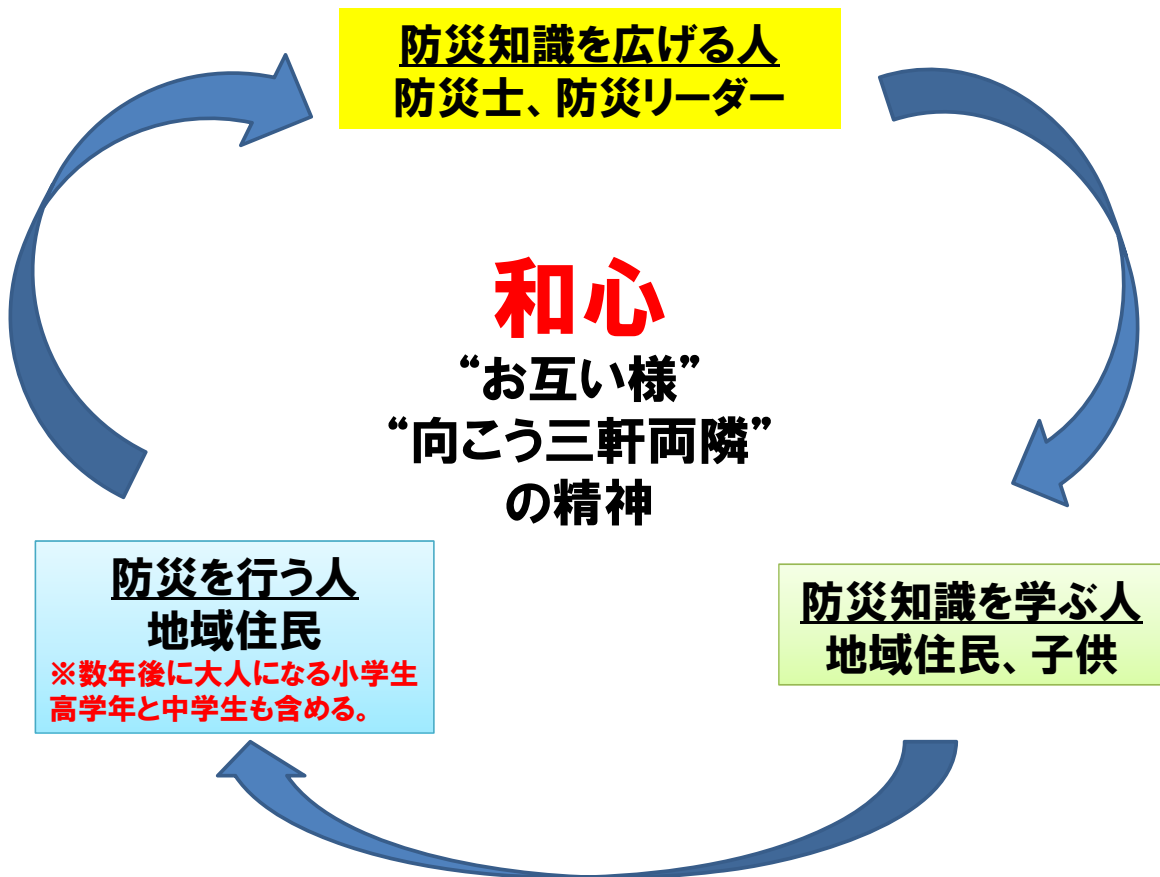 防災知識を広げる人
防災士、防災リーダー
和心
“お互い様”
“向こう三軒両隣”
の精神
防災を行う人
地域住民
※数年後に大人になる小学生
高学年と中学生も含める。
防災知識を学ぶ人
地域住民、子供